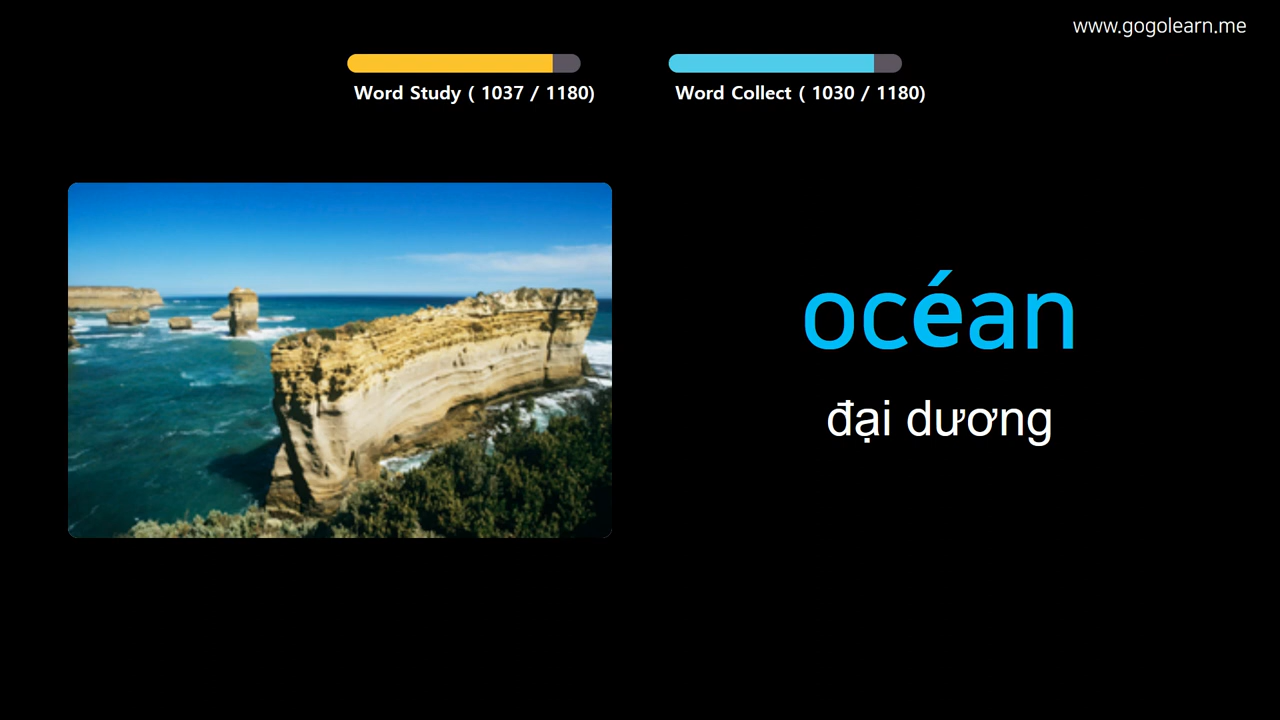 www.gogolearn.me
Word Study ( 1037 / 1180)
Word Collect ( 1030 / 1180)
océan
đại dương